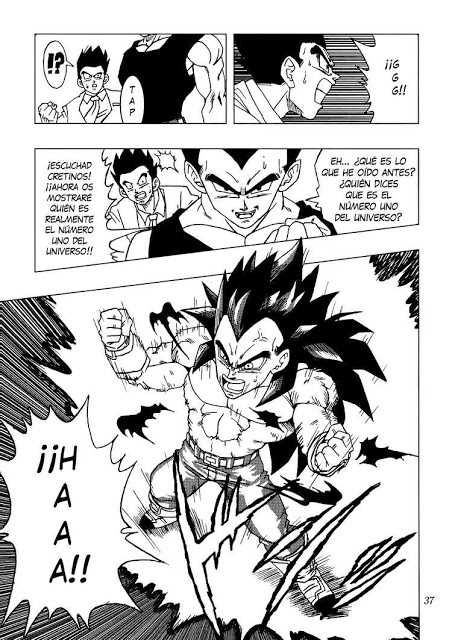 ¡¡G
G
G!!
TAP
!?
EH... ¿QUÉ ES LO
QUE HE OÍDO ANTES?
¿QUIÉN DICES
QUE ES EL
NÚMERO UNO
DEL UNIVERSO?
¡ESCUCHAD
CRETINOS!
¡¡AHORA OS
MOSTRARÉ
QUIÉN ES
REALMENTE
EL NÚMERO
UNO DEL
UNIVERSO!!
¡¡H
A
A
A!!
37